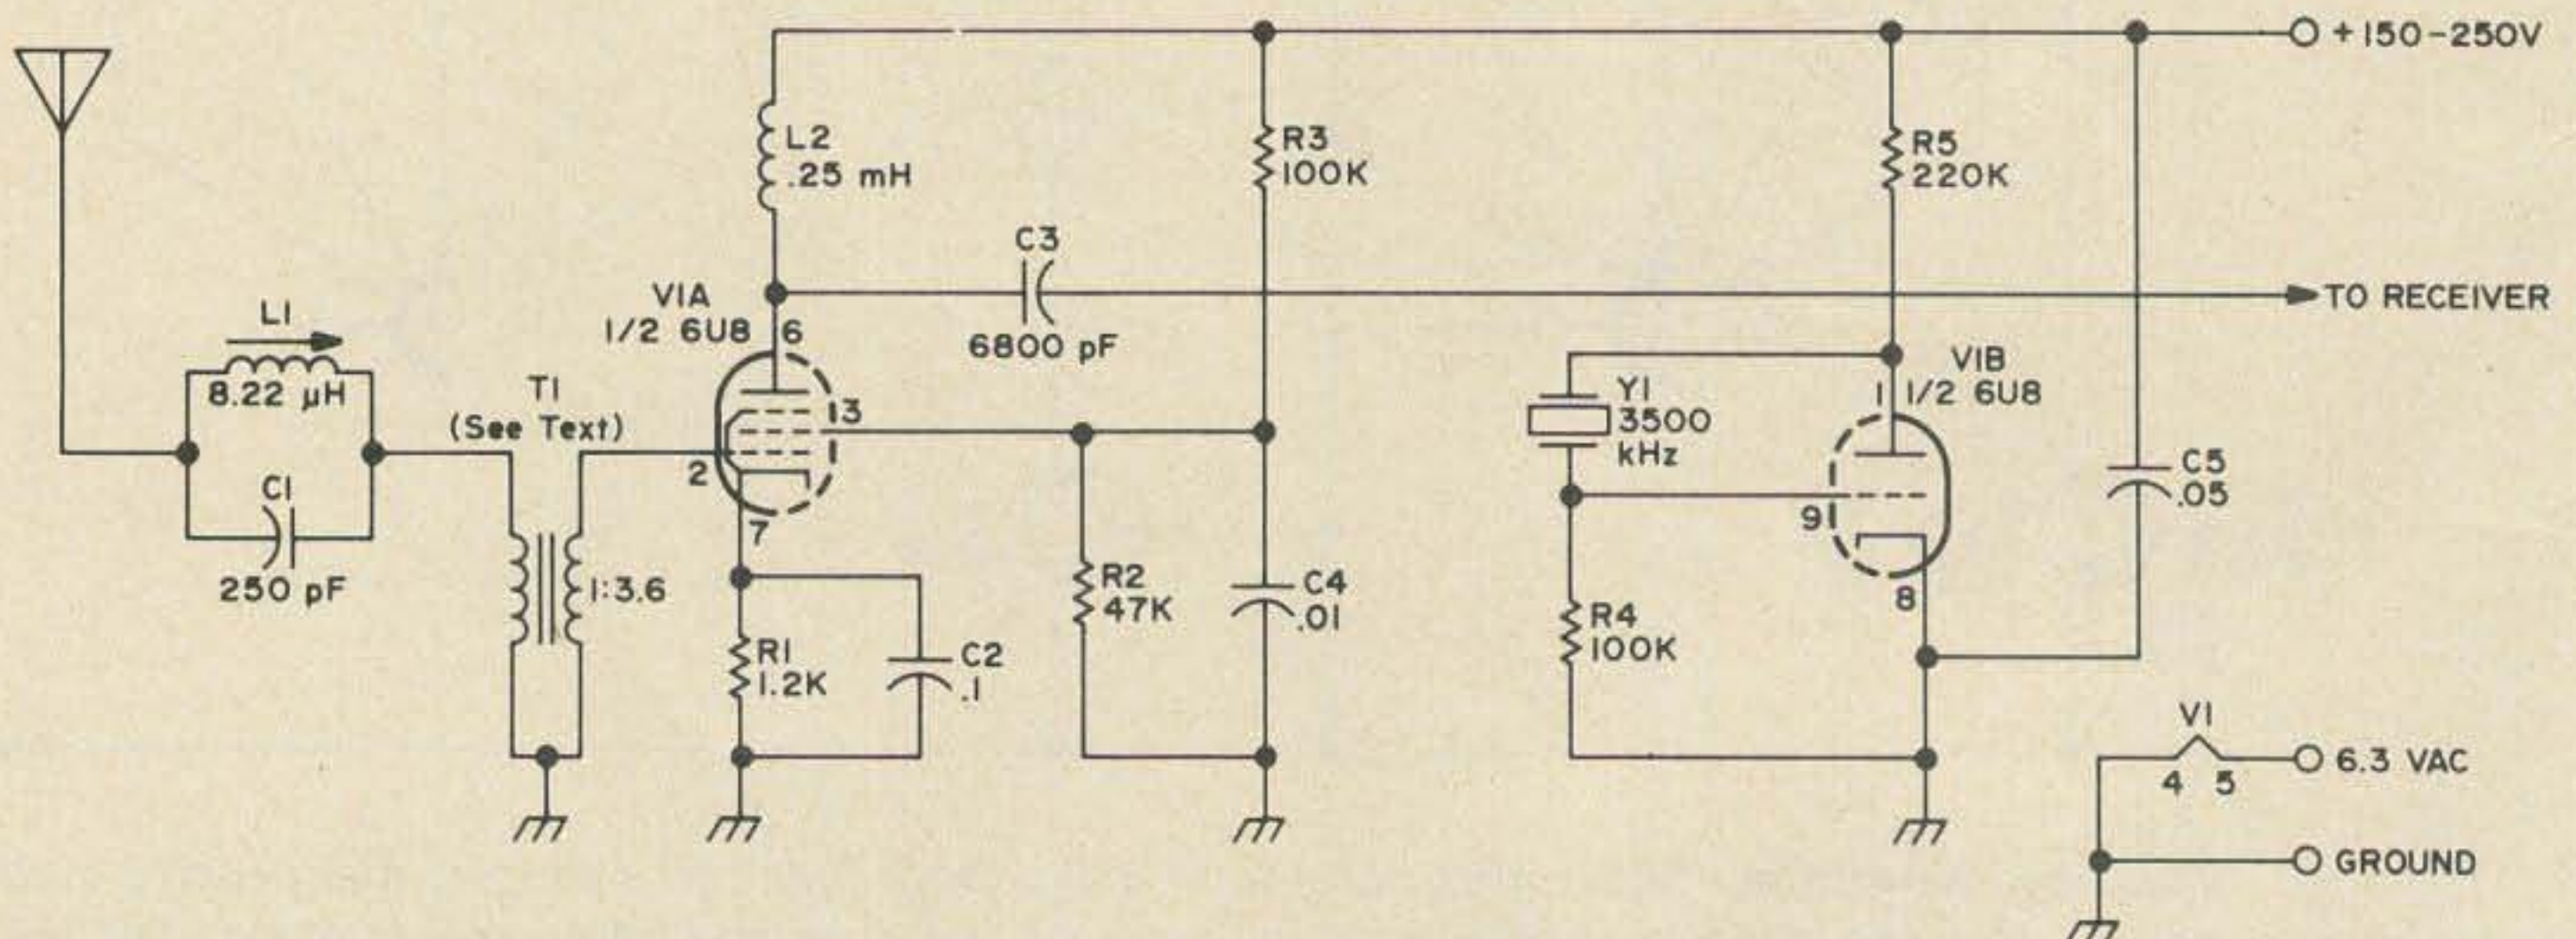 +150-250V
L2
.25 mH
R3
100K
R5
220K
C3
6800 pF
TO RECEIVER
V1A
1/2 6U8
6
3
2
7
L1
8.22 µH
C1
250 pF
T1
(See Text)
1:3.6
Y1
3500
kHz
V1B
1/2 6U8
1
9
8
C5
.05
R2
47K
C4
.01
R4
100K
R1
1.2K
C2
.1
V1
4 5
6.3 VAC
GROUND